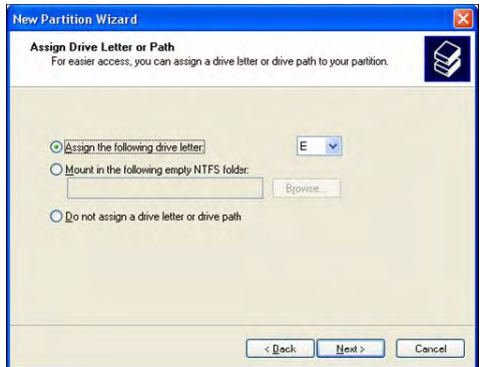 New Partition Wizard
Assign Drive Letter or Path
For easier access, you can assign a drive letter or drive path to your partition.
Assign the following drive letter: E
Mount in the following empty NTFS folder:
Browse...
Do not assign a drive letter or drive path
< Back Next > Cancel